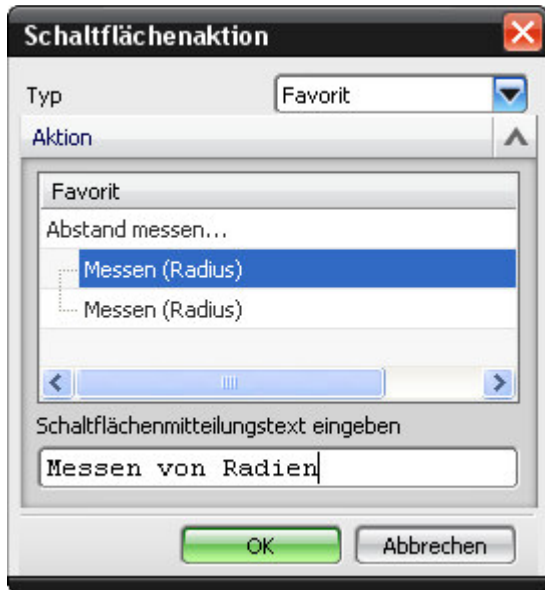 Schaltflächenaktion
Typ Favorit
Aktion
Favorit
Abstand messen...
Messen (Radius)
Messen (Radius)
Schaltflächenmitteilungstext eingeben
Messen von Radien
OK Abbrechen